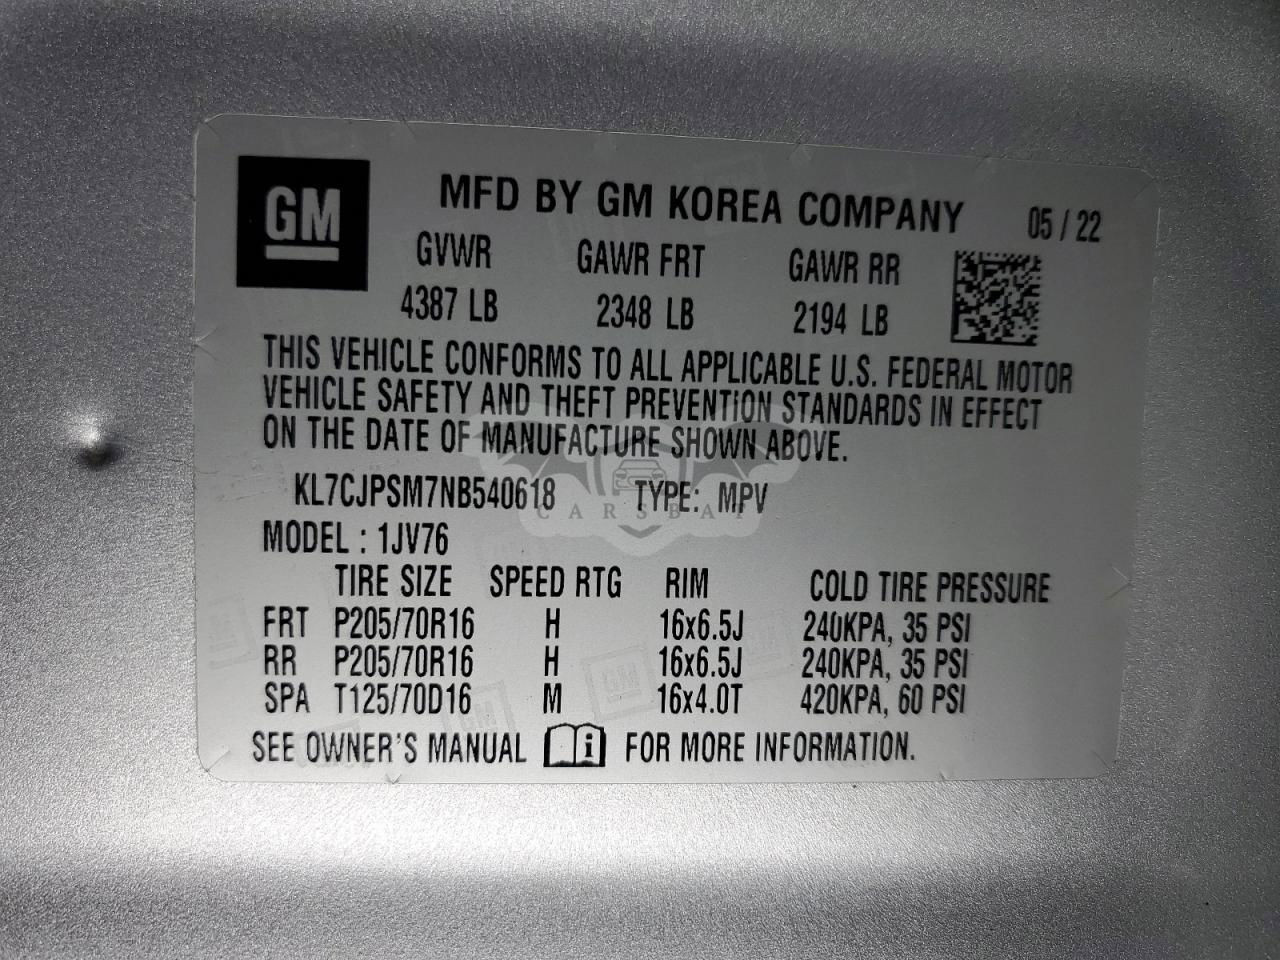 GM
MFD BY GM KOREA COMPANY 05 / 22
GVWR GAWR FRT GAWR RR
4387 LB 2348 LB 2194 LB
THIS VEHICLE CONFORMS TO ALL APPLICABLE U.S. FEDERAL MOTOR
VEHICLE SAFETY AND THEFT PREVENTION STANDARDS IN EFFECT
ON THE DATE OF MANUFACTURE SHOWN ABOVE.
KL7CJPSM7NB540618 TYPE: MPV
CARSBAT
MODEL : 1JV76
TIRE SIZE SPEED RTG RIM COLD TIRE PRESSURE
FRT P205/70R16 H 16x6.5J 240KPA, 35 PSI
RR P205/70R16 H 16x6.5J 240KPA, 35 PSI
SPA T125/70D16 M 16x4.0T 420KPA, 60 PSI
SEE OWNER'S MANUAL i FOR MORE INFORMATION.